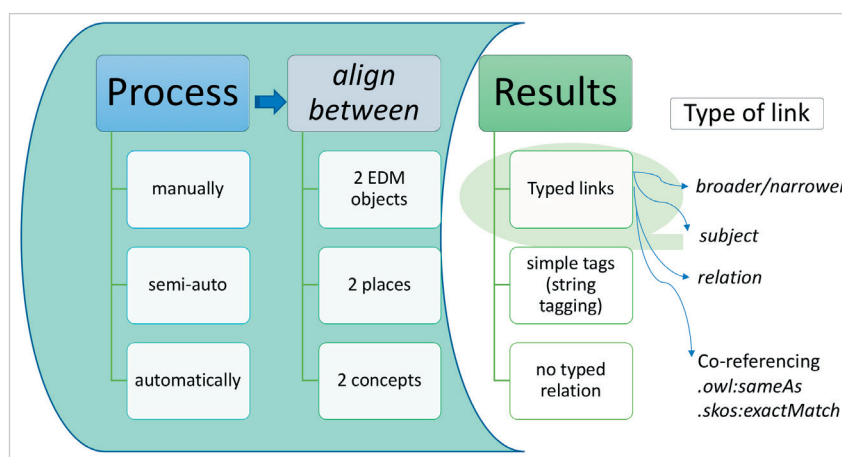 Process
manually
semi-auto
automatically
align
between
2 EDM
objects
2 places
2 concepts
Results
Typed links
simple tags
(string
tagging)
no typed
relation
Type of link
broader/narrower
subject
relation
Co-referencing
.owl:sameAs
.skos:exactMatch